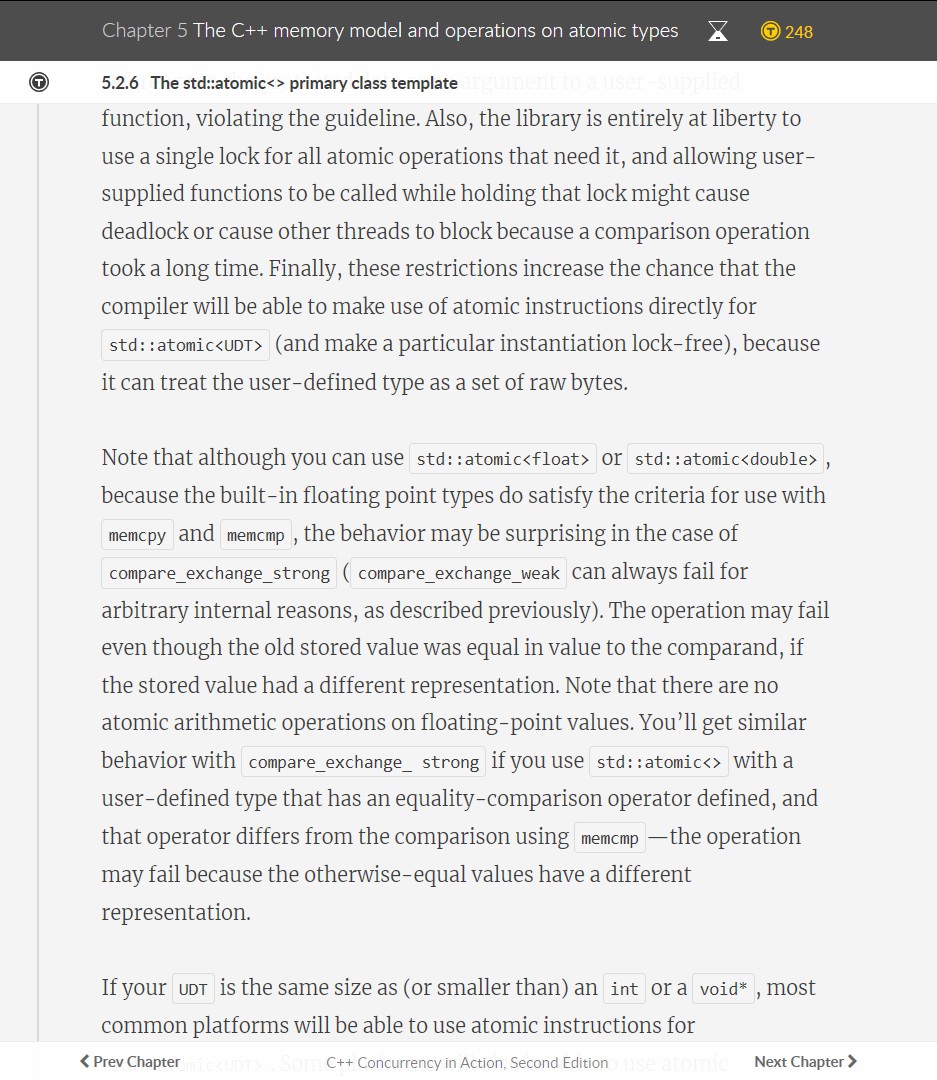 Chapter 5 The C++ memory model and operations on atomic types
248
5.2.6 The std::atomic<> primary class template
argument to a user-supplied
function, violating the guideline. Also, the library is entirely at liberty to
use a single lock for all atomic operations that need it, and allowing user-
supplied functions to be called while holding that lock might cause
deadlock or cause other threads to block because a comparison operation
took a long time. Finally, these restrictions increase the chance that the
compiler will be able to make use of atomic instructions directly for
std::atomic<UDT> (and make a particular instantiation lock-free), because
it can treat the user-defined type as a set of raw bytes.
Note that although you can use std::atomic<float> or std::atomic<double>,
because the built-in floating point types do satisfy the criteria for use with
memcpy and memcmp, the behavior may be surprising in the case of
compare_exchange_strong (compare_exchange_weak can always fail for
arbitrary internal reasons, as described previously). The operation may fail
even though the old stored value was equal in value to the comparand, if
the stored value had a different representation. Note that there are no
atomic arithmetic operations on floating-point values. You’ll get similar
behavior with compare_exchange_ strong if you use std::atomic<> with a
user-defined type that has an equality-comparison operator defined, and
that operator differs from the comparison using memcmp—the operation
may fail because the otherwise-equal values have a different
representation.
If your UDT is the same size as (or smaller than) an int or a void*, most
common platforms will be able to use atomic instructions for
Prev Chapter C++ Concurrency in Action, Second Edition Next Chapter